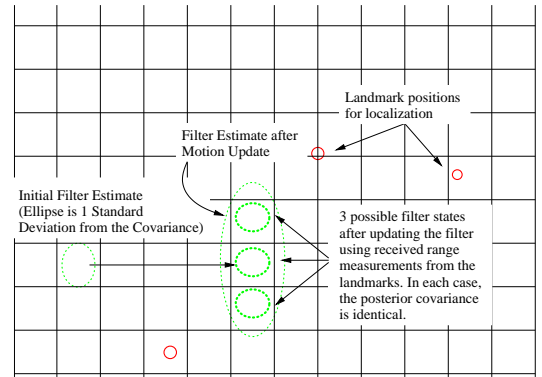 Landmark positions
for localization
Filter Estimate after
Motion Update
Initial Filter Estimate
(Ellipse is 1 Standard
Deviation from the Covariance)
3 possible filter states
after updating the filter
using received range
measurements from the
landmarks. In each case,
the posterior covariance
is identical.